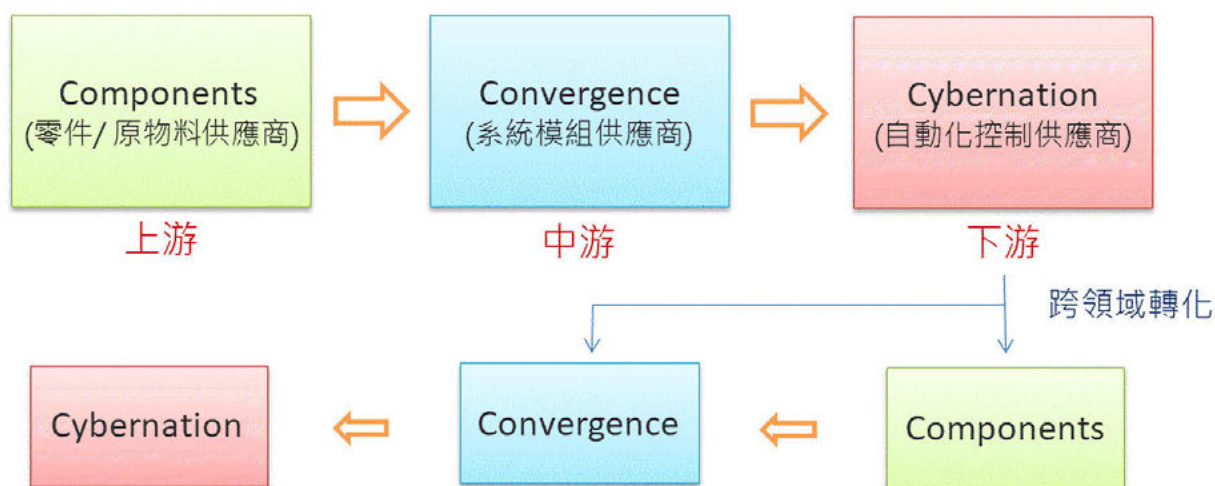 Components
(零件/ 原物料供應商)
Convergence
(系統模組供應商)
Cybernation
(自動化控制供應商)
上游
中游
下游
跨領域轉化
Cybernation
Convergence
Components